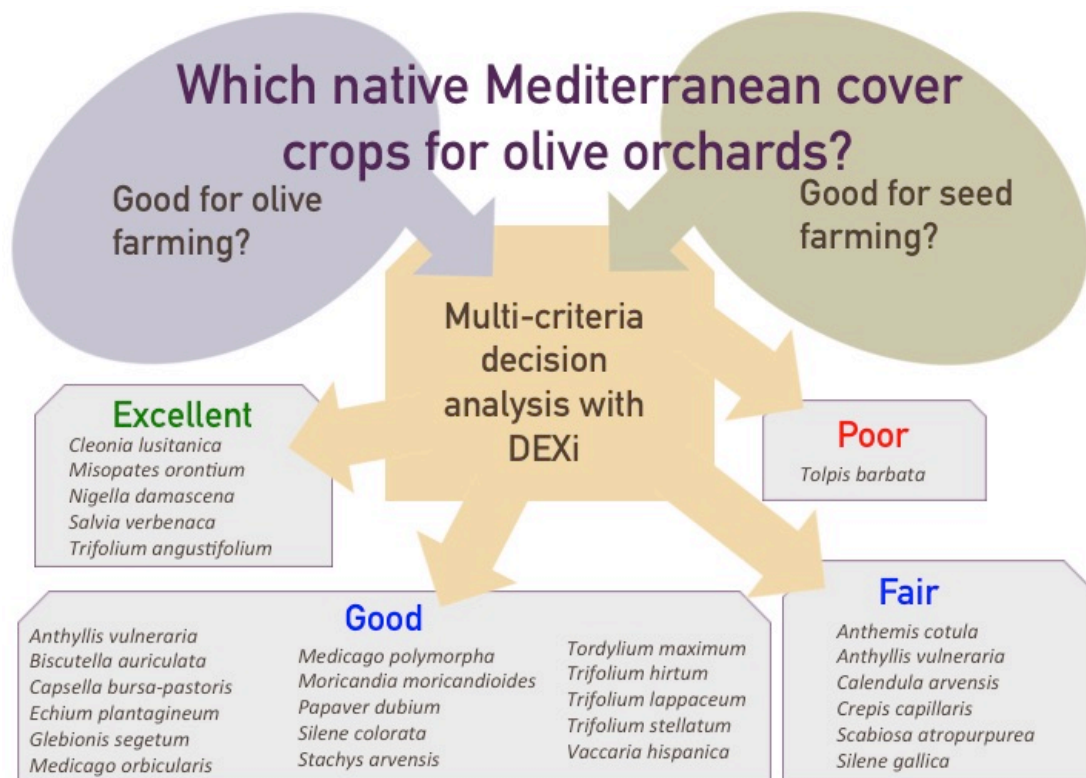 Which native Mediterranean cover
crops for olive orchards?
Good for olive
farming?
Good for seed
farming?
Multi-criteria
decision
analysis with
DEXi
Excellent
Cleonia lusitanica
Misopates orontium
Nigella damascena
Salvia verbenaca
Trifolium angustifolium
Poor
Tolpis barbata
Good
Anthyllis vulneraria
Biscutella auriculata
Capsella bursa-pastoris
Echium plantagineum
Glebionis segetum
Medicago orbicularis
Medicago polymorpha
Moricandia moricandioides
Papaver dubium
Silene colorata
Stachys arvensis
Tordylium maximum
Trifolium hirtum
Trifolium lappaceum
Trifolium stellatum
Vaccaria hispanica
Fair
Anthemis cotula
Anthyllis vulneraria
Calendula arvensis
Crepis capillaris
Scabiosa atropurpurea
Silene gallica